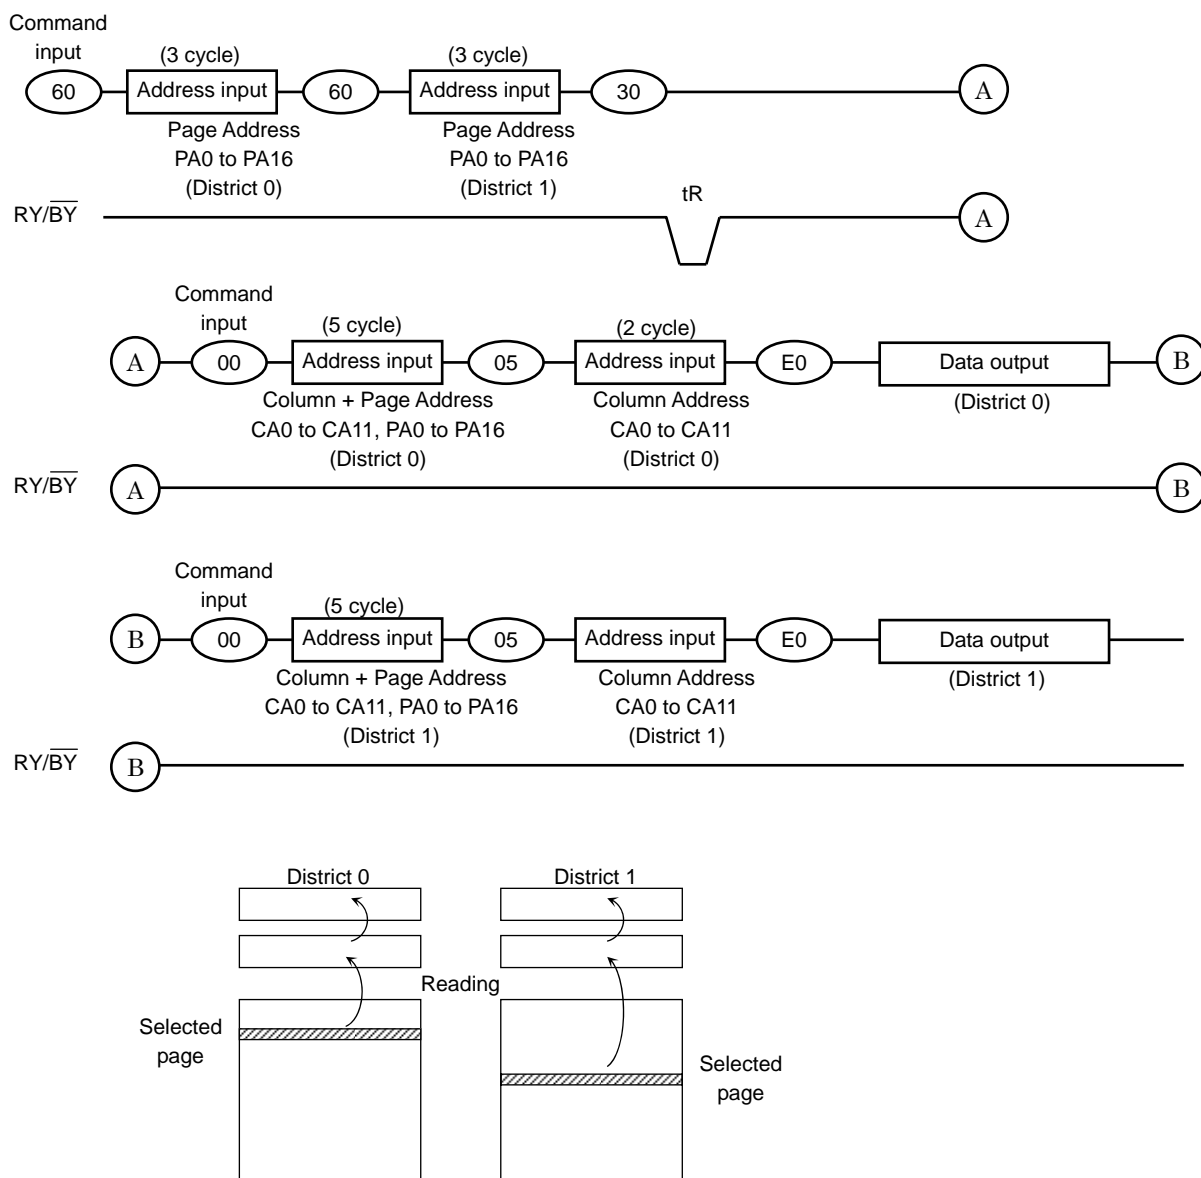 Command
input
(3 cycle)
(3 cycle)
60
Address input
60
Address input
30
A
Page Address
PA0 to PA16
(District 0)
Page Address
PA0 to PA16
(District 1)
tR
RY/BY
A
Command
input
(5 cycle)
(2 cycle)
A
00
Address input
05
Address input
E0
Data output
B
Column + Page Address
CA0 to CA11, PA0 to PA16
(District 0)
Column Address
CA0 to CA11
(District 0)
(District 0)
RY/BY
A
B
Command
input
(5 cycle)
B
00
Address input
05
Address input
E0
Data output
Column + Page Address
CA0 to CA11, PA0 to PA16
(District 1)
Column Address
CA0 to CA11
(District 1)
(District 1)
RY/BY
B
District 0
District 1
Reading
Selected
page
Selected
page